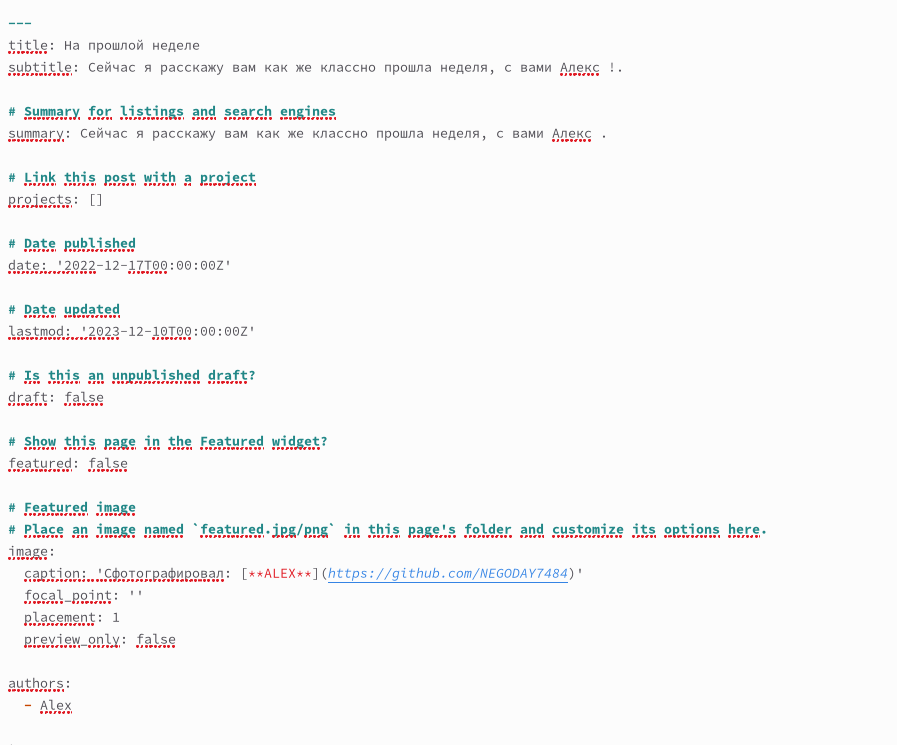 ---
title: На прошлой неделе
subtitle: Сейчас я расскажу вам как же классно прошла неделя, с вами Алекс !.
# Summary for listings and search engines
summary: Сейчас я расскажу вам как же классно прошла неделя, с вами Алекс .
# Link this post with a project
projects: []
# Date published
date: '2022-12-17T00:00:00Z'
# Date updated
lastmod: '2023-12-10T00:00:00Z'
# Is this an unpublished draft?
draft: false
# Show this page in the Featured widget?
featured: false
# Featured image
# Place an image named `featured.jpg/png` in this page's folder and customize its options here.
image:
caption: 'Сфотографировал: [**ALEX**](https://github.com/NEGODAY7484)'
focal_point: ''
placement: 1
preview_only: false
authors:
- Alex